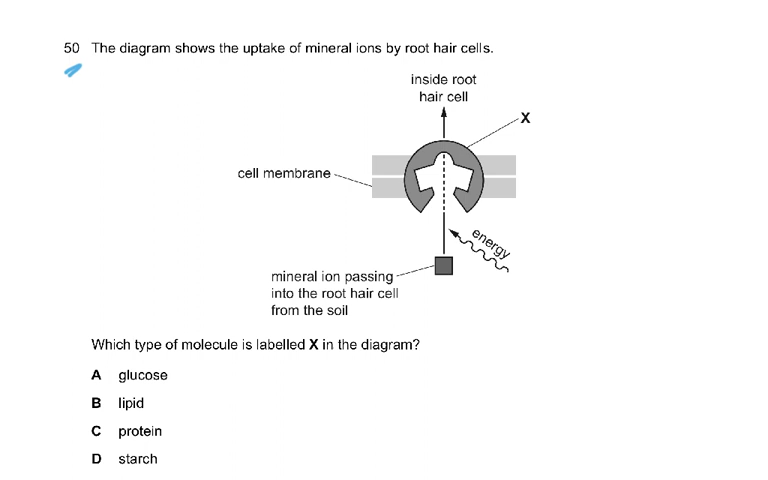 50 The diagram shows the uptake of mineral ions by root hair cells.
inside root
hair cell
X
cell membrane
energy
mineral ion passing
into the root hair cell
from the soil
Which type of molecule is labelled X in the diagram?
A glucose
B lipid
C protein
D starch